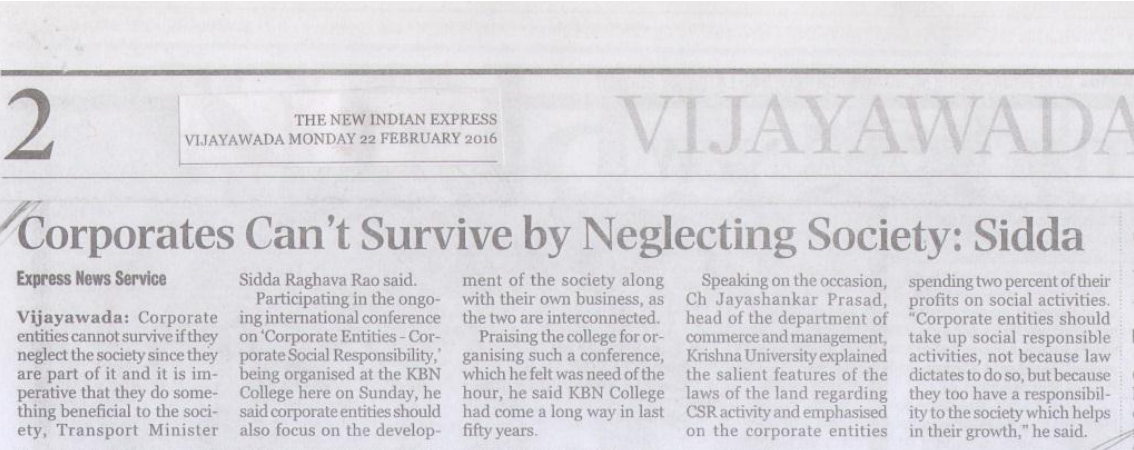 2
THE NEW INDIAN EXPRESS
VIJAYAWADA MONDAY 22 FEBRUARY 2016
VIJAYAWADA
Corporates Can't Survive by Neglecting Society: Sidda
Express News Service
Vijayawada: Corporate
entities cannot survive if they
neglect the society since they
are part of it and it is im-
perative that they do some-
thing beneficial to the soci-
ety, Transport Minister
Sidda Raghava Rao said.
Participating in the ongo-
ing international conference
on 'Corporate Entities - Cor-
porate Social Responsibility,'
being organised at the KBN
College here on Sunday, he
said corporate entities should
also focus on the develop-
ment of the society along
with their own business, as
the two are interconnected.
Praising the college for or-
ganising such a conference,
which he felt was need of the
hour, he said KBN College
had come a long way in last
fifty years.
Speaking on the occasion,
Ch Jayashankar Prasad,
head of the department of
commerce and management,
Krishna University explained
the salient features of the
laws of the land regarding
CSR activity and emphasised
on the corporate entities
spending two percent of their
profits on social activities.
"Corporate entities should
take up social responsible
activities, not because law
dictates to do so, but because
they too have a responsibil-
ity to the society which helps
in their growth," he said.